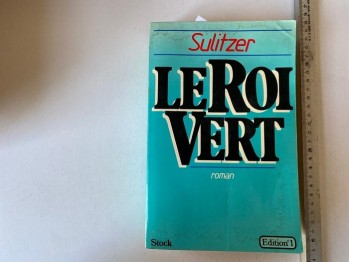 Sulitzer
LE ROI
VERT
roman
Stock
Edition°1